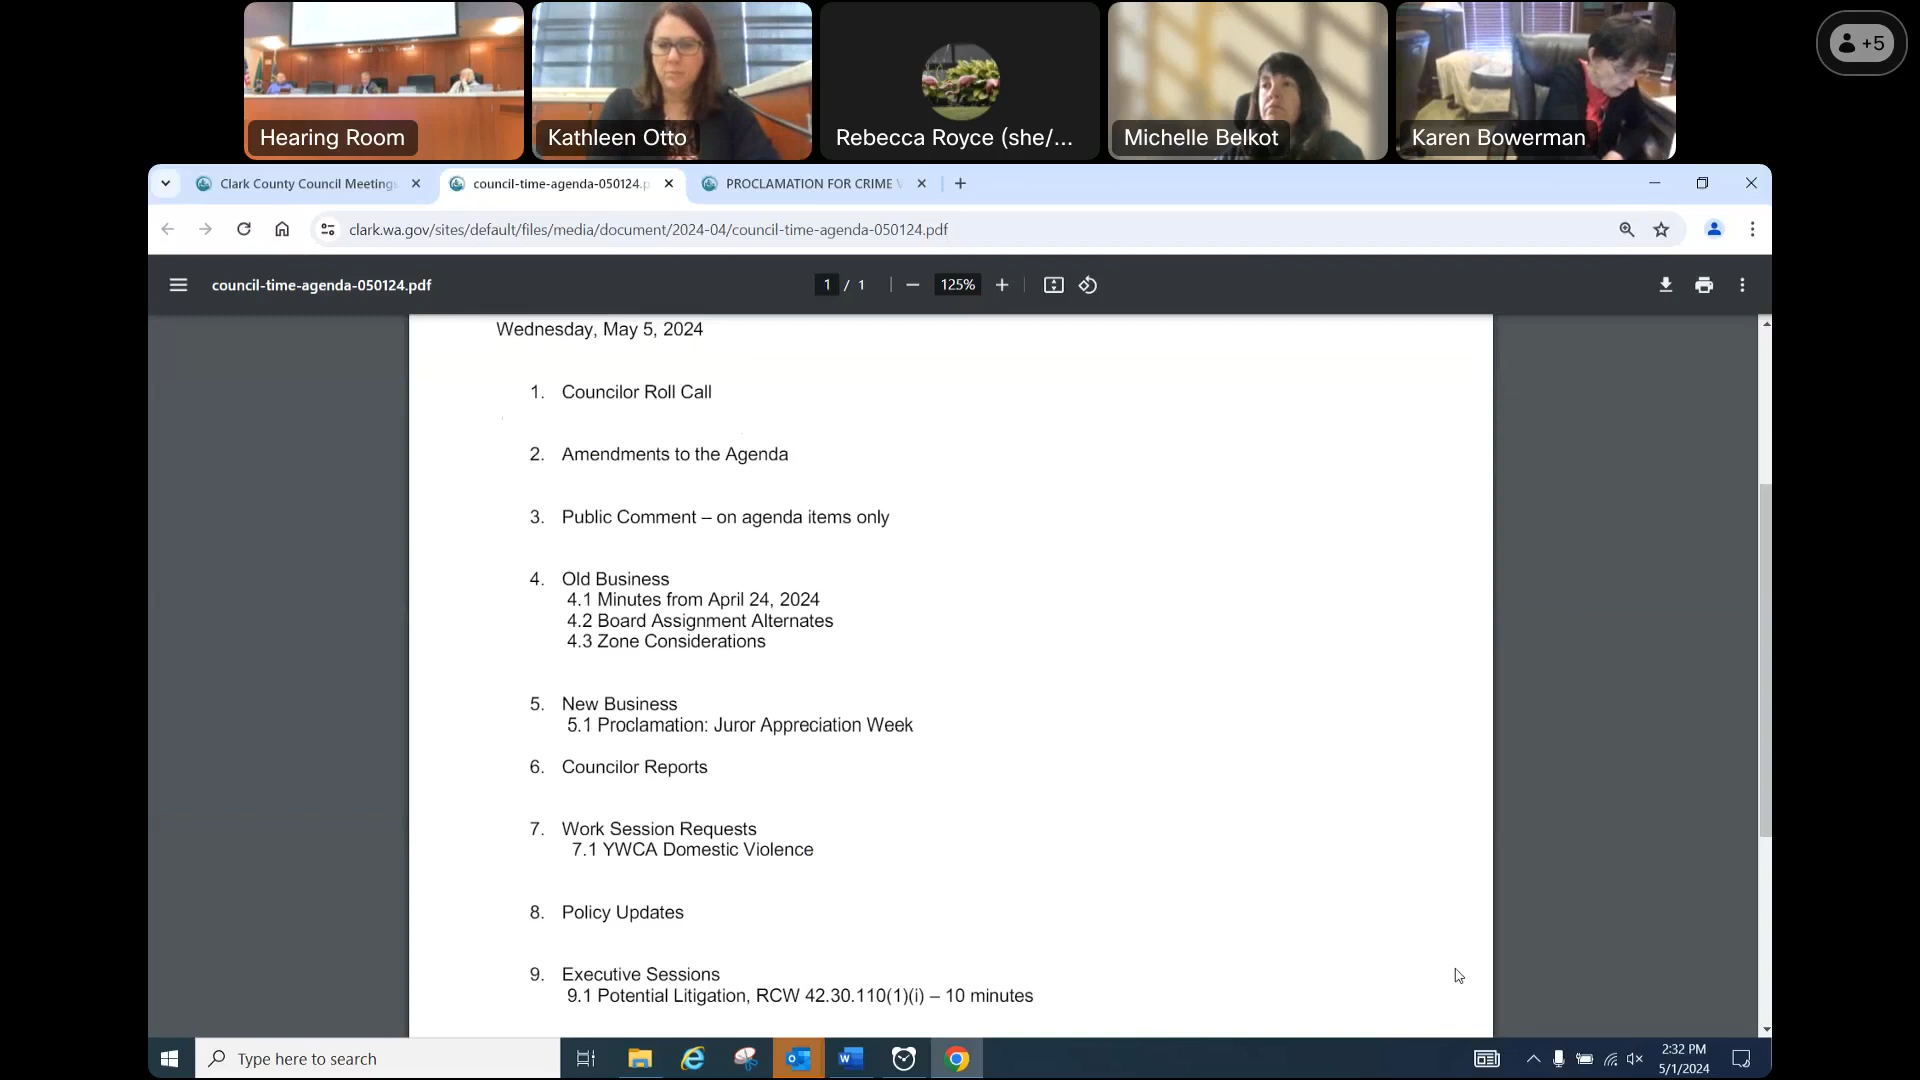 In God We Trust
+5
Hearing Room
Kathleen Otto
Rebecca Royce (she/...
Michelle Belkot
Karen Bowerman
Clark County Council Meetings
council-time-agenda-050124.p
PROCLAMATION FOR CRIME V
clark.wa.gov/sites/default/files/media/document/2024-04/council-time-agenda-050124.pdf
council-time-agenda-050124.pdf
1 / 1
125%
Wednesday, May 5, 2024
1. Councilor Roll Call
2. Amendments to the Agenda
3. Public Comment – on agenda items only
4. Old Business
4.1 Minutes from April 24, 2024
4.2 Board Assignment Alternates
4.3 Zone Considerations
5. New Business
5.1 Proclamation: Juror Appreciation Week
6. Councilor Reports
7. Work Session Requests
7.1 YWCA Domestic Violence
8. Policy Updates
9. Executive Sessions
9.1 Potential Litigation, RCW 42.30.110(1)(i) – 10 minutes
Type here to search
2:32 PM
5/1/2024